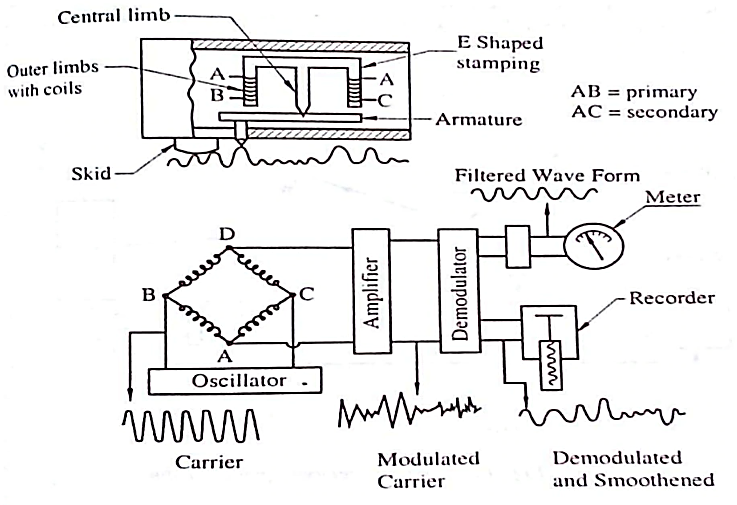 Central limb
E Shaped
stamping
Outer limbs
with coils
A
A
B
C
AB = primary
AC = secondary
Armature
Skid
Filtered Wave Form
Meter
D
B
C
A
Amplifier
Demodulator
Recorder
Oscillator
Carrier
Modulated
Carrier
Demodulated
and Smoothened